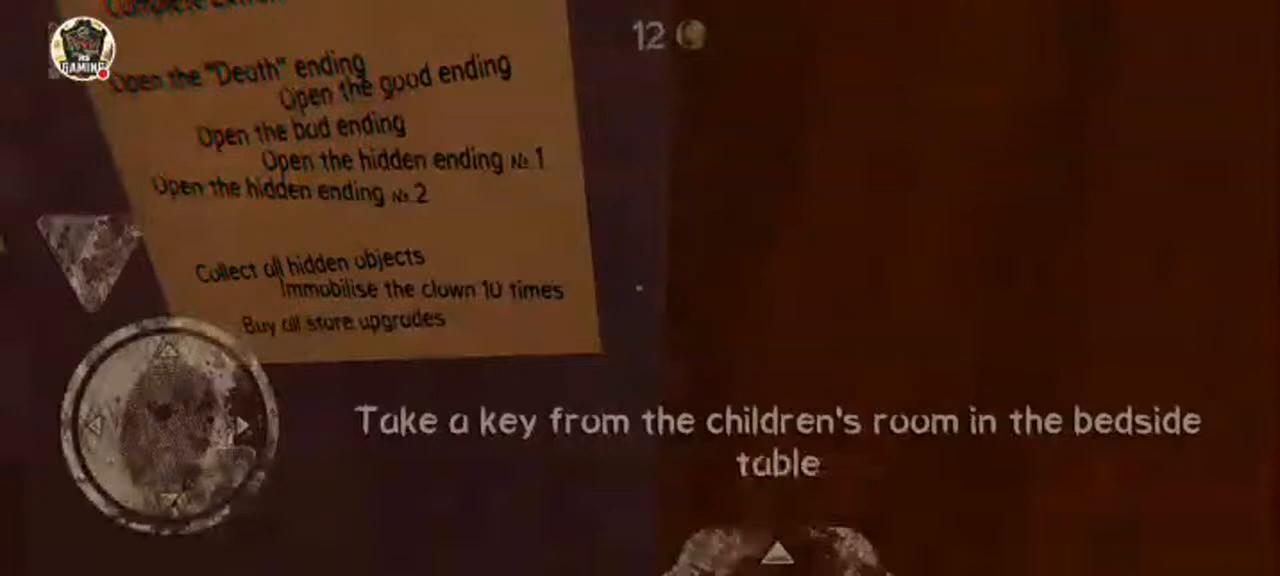 Complete
GAMING
12
Open the "Death" ending
Open the good ending
Open the bad ending
Open the hidden ending № 1
Open the hidden ending № 2
Collect all hidden objects
Immobilise the clown 10 times
Buy all store upgrades
Take a key from the children's room in the bedside
table